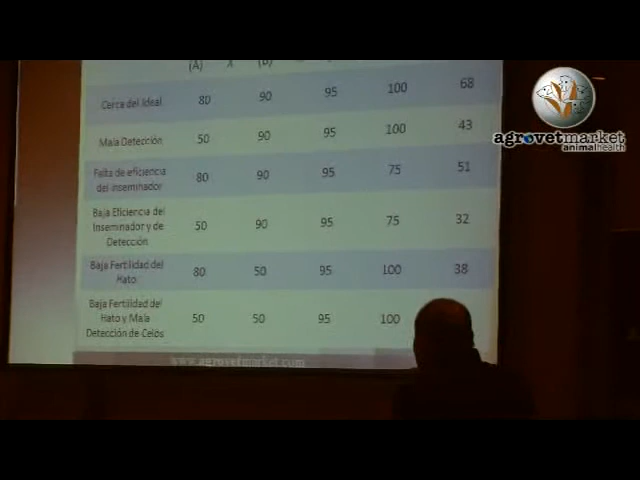 (A) X (B)
Cerca del Ideal 80 90 95 100 68
Mala Detección 50 90 95 100 43
Falta de eficiencia
del inseminador 80 90 95 75 51
Baja Eficiencia del
Inseminador y de
Detección 50 90 95 75 32
Baja Fertilidad del
Hato 80 50 95 100 38
Baja Fertilidad del
Hato y Mala
Detección de Celos 50 50 95 100
www.agrovetmarket.com
agrovetmarket
animalhealth